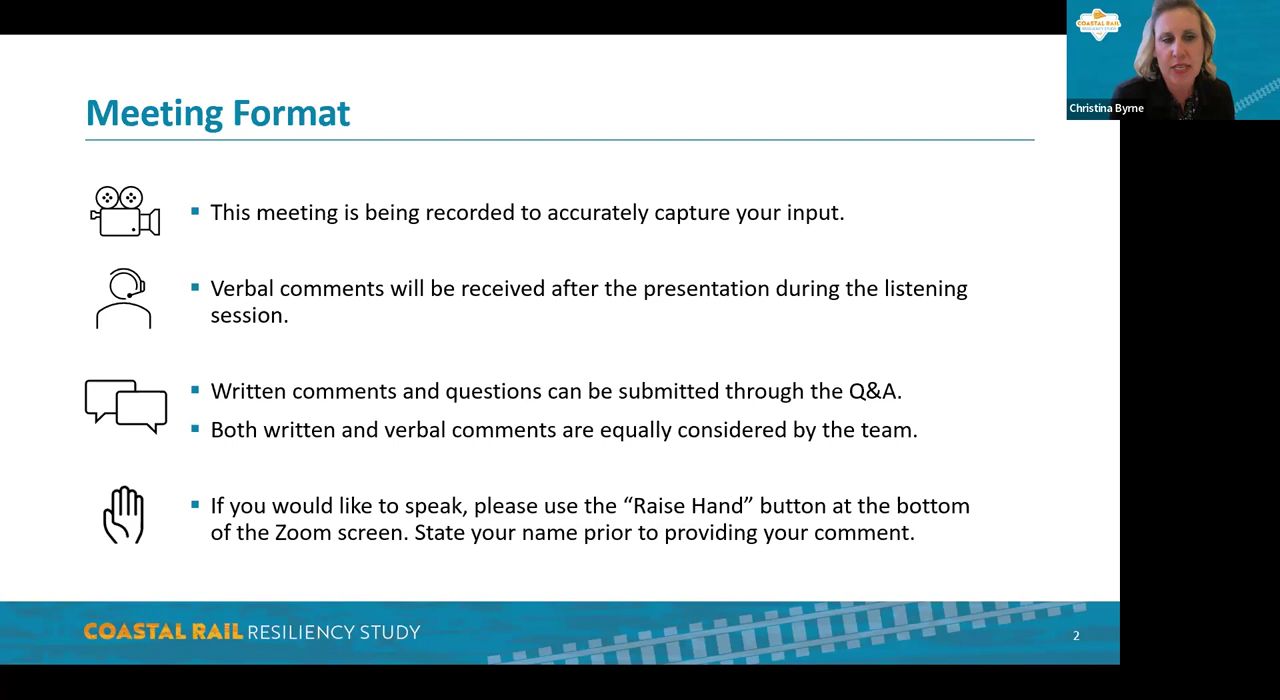 COASTAL RAIL
RESILIENCY STUDY
Christina Byrne
Meeting Format
▪ This meeting is being recorded to accurately capture your input.
▪ Verbal comments will be received after the presentation during the listening
session.
▪ Written comments and questions can be submitted through the Q&A.
▪ Both written and verbal comments are equally considered by the team.
▪ If you would like to speak, please use the “Raise Hand” button at the bottom
of the Zoom screen. State your name prior to providing your comment.
COASTAL RAIL RESILIENCY STUDY
2